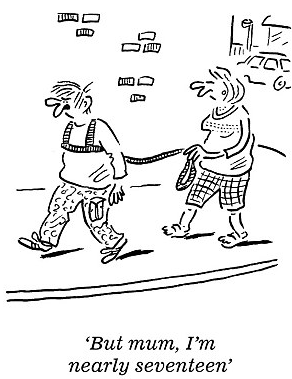 ‘But mum, I’m
nearly seventeen’